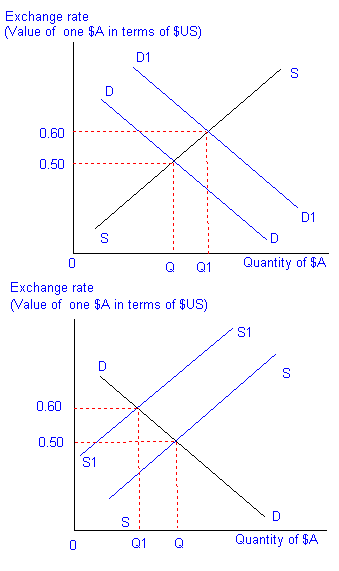 Exchange rate
(Value of one $A in terms of $US)
D1
S
D
0.60
0.50
D1
S
D
0
Q
Q1
Quantity of $A
Exchange rate
(Value of one $A in terms of $US)
S1
D
S
0.60
0.50
S1
S
D
0
Q1
Q
Quantity of $A